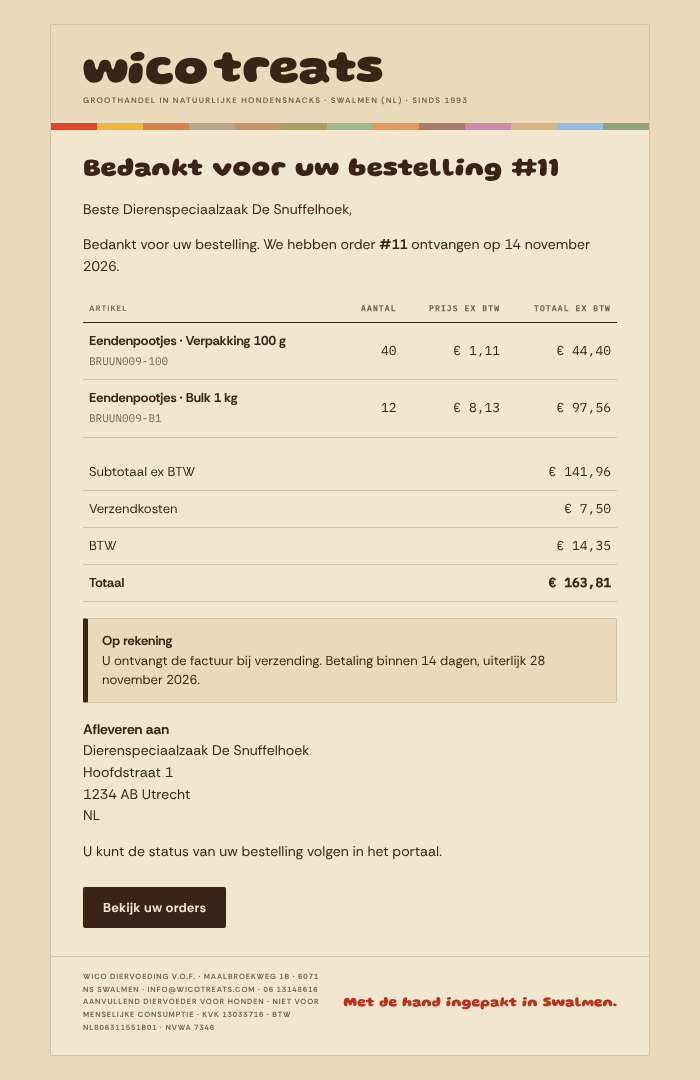 wico treats
GROOTHANDEL IN NATUURLIJKE HONDENSNACKS · SWALMEN (NL) · SINDS 1993
Bedankt voor uw bestelling #11
Beste Dierenspeciaalzaak De Snuffelhoek,
Bedankt voor uw bestelling. We hebben order #11 ontvangen op 14 november
2026.
ARTIKEL AANTAL PRIJS EX BTW TOTAAL EX BTW
Eendenpootjes · Verpakking 100 g 40 € 1,11 € 44,40
BRUUN009-100
Eendenpootjes · Bulk 1 kg 12 € 8,13 € 97,56
BRUUN009-B1
Subtotaal ex BTW € 141,96
Verzendkosten € 7,50
BTW € 14,35
Totaal € 163,81
Op rekening
U ontvangt de factuur bij verzending. Betaling binnen 14 dagen, uiterlijk 28
november 2026.
Afleveren aan
Dierenspeciaalzaak De Snuffelhoek
Hoofdstraat 1
1234 AB Utrecht
NL
U kunt de status van uw bestelling volgen in het portaal.
Bekijk uw orders
WICO DIERVOEDING V.O.F. · MAALBROEKWEG 1B · 6071
NS SWALMEN · INFO@WICOTREATS.COM · 06 13148616
AANVULLEND DIERVOEDER VOOR HONDEN · NIET VOOR
MENSELIJKE CONSUMPTIE · KVK 13033716 · BTW
NL806311551B01 · NVWA 7346
Met de hand ingepakt in Swalmen.